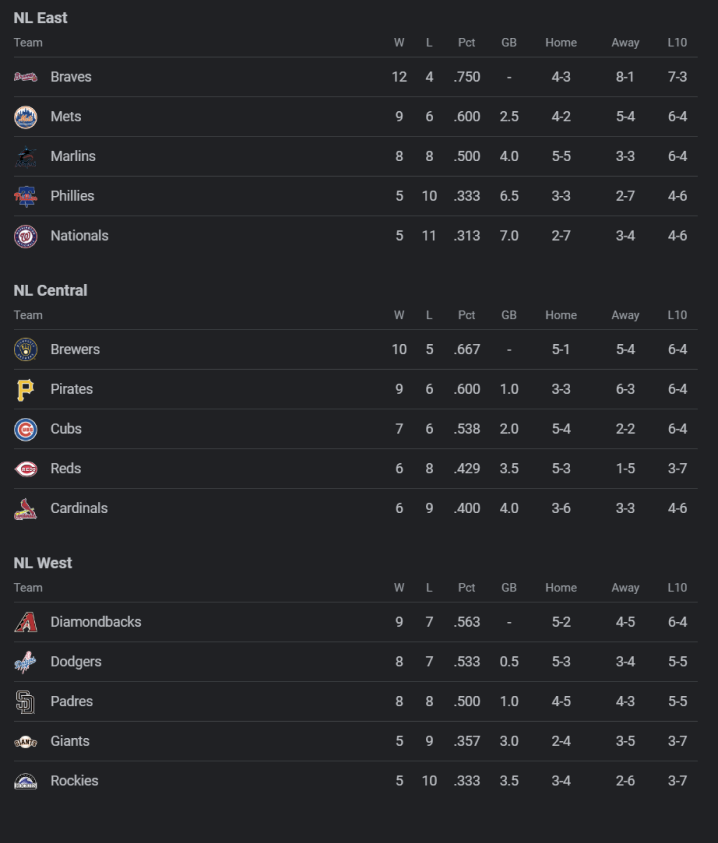 NL East
Team W L Pct GB Home Away L10
Braves 12 4 .750 - 4-3 8-1 7-3
Mets 9 6 .600 2.5 4-2 5-4 6-4
Marlins 8 8 .500 4.0 5-5 3-3 6-4
Phillies 5 10 .333 6.5 3-3 2-7 4-6
Nationals 5 11 .313 7.0 2-7 3-4 4-6
NL Central
Team W L Pct GB Home Away L10
Brewers 10 5 .667 - 5-1 5-4 6-4
Pirates 9 6 .600 1.0 3-3 6-3 6-4
Cubs 7 6 .538 2.0 5-4 2-2 6-4
Reds 6 8 .429 3.5 5-3 1-5 3-7
Cardinals 6 9 .400 4.0 3-6 3-3 4-6
NL West
Team W L Pct GB Home Away L10
Diamondbacks 9 7 .563 - 5-2 4-5 6-4
Dodgers 8 7 .533 0.5 5-3 3-4 5-5
Padres 8 8 .500 1.0 4-5 4-3 5-5
Giants 5 9 .357 3.0 2-4 3-5 3-7
Rockies 5 10 .333 3.5 3-4 2-6 3-7